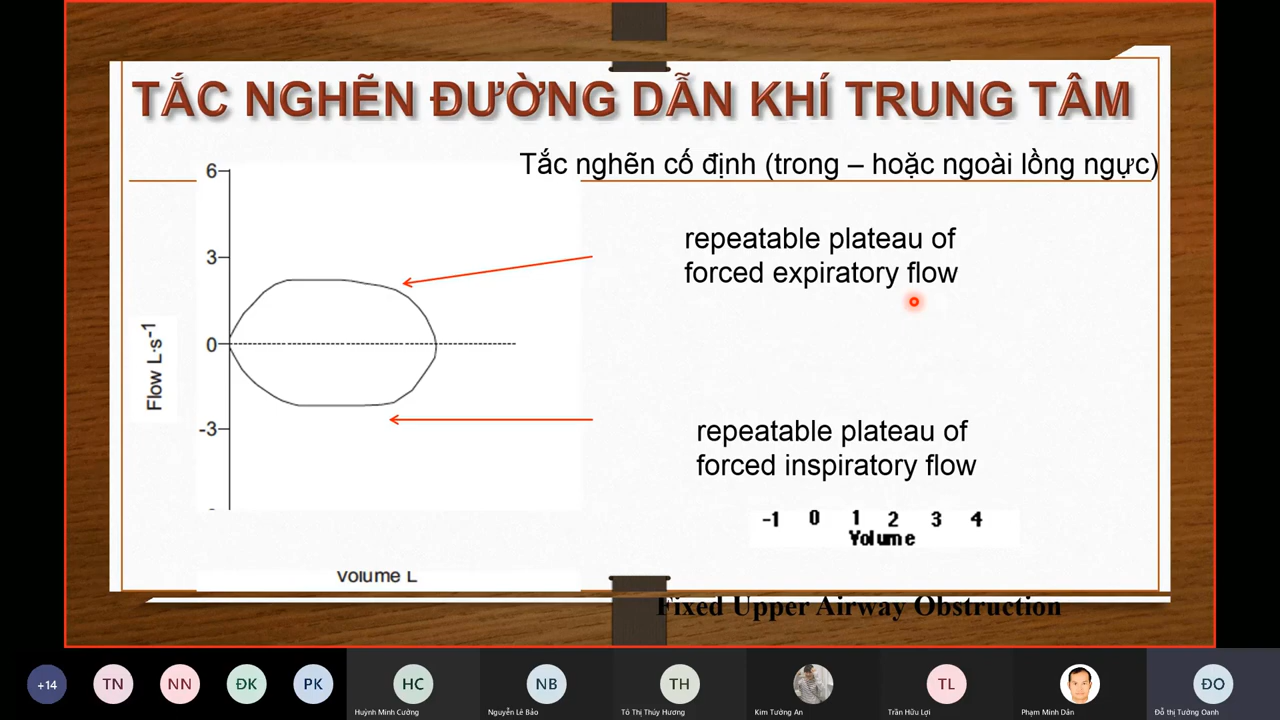 TẮC NGHẼN ĐƯỜNG DẪN KHÍ TRUNG TÂM
Tắc nghẽn cố định (trong – hoặc ngoài lồng ngực)
6
3
0
-3
Flow L·s-1
repeatable plateau of
forced expiratory flow
repeatable plateau of
forced inspiratory flow
-1 0 1 2 3 4
Volume
Volume L
Fixed Upper Airway Obstruction
+14
TN
NN
ĐK
PK
HC
Huỳnh Minh Cường
NB
Nguyễn Lê Bảo
TH
Tô Thị Thúy Hương
Kim Tường An
TL
Trần Hữu Lợi
Phạm Minh Dân
ĐO
Đỗ thị Tường Oanh